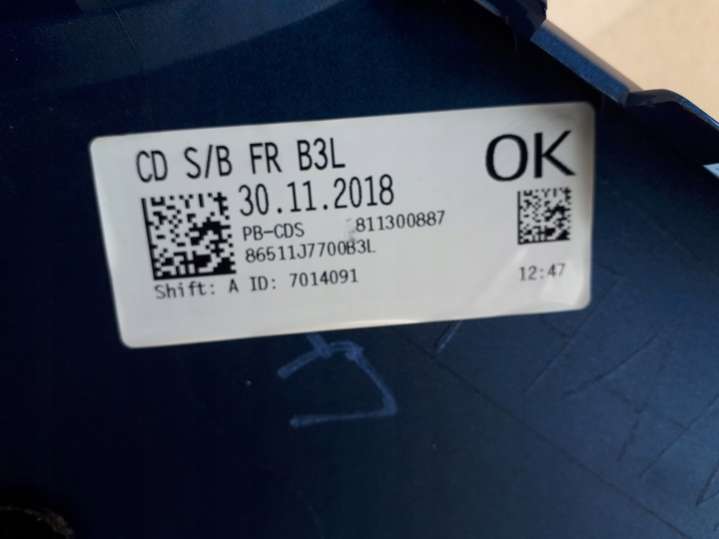 CD S/B FR B3L
OK
30.11.2018
PB-CDS 811300887
86511J7700B3L
Shift: A ID: 7014091
12:47